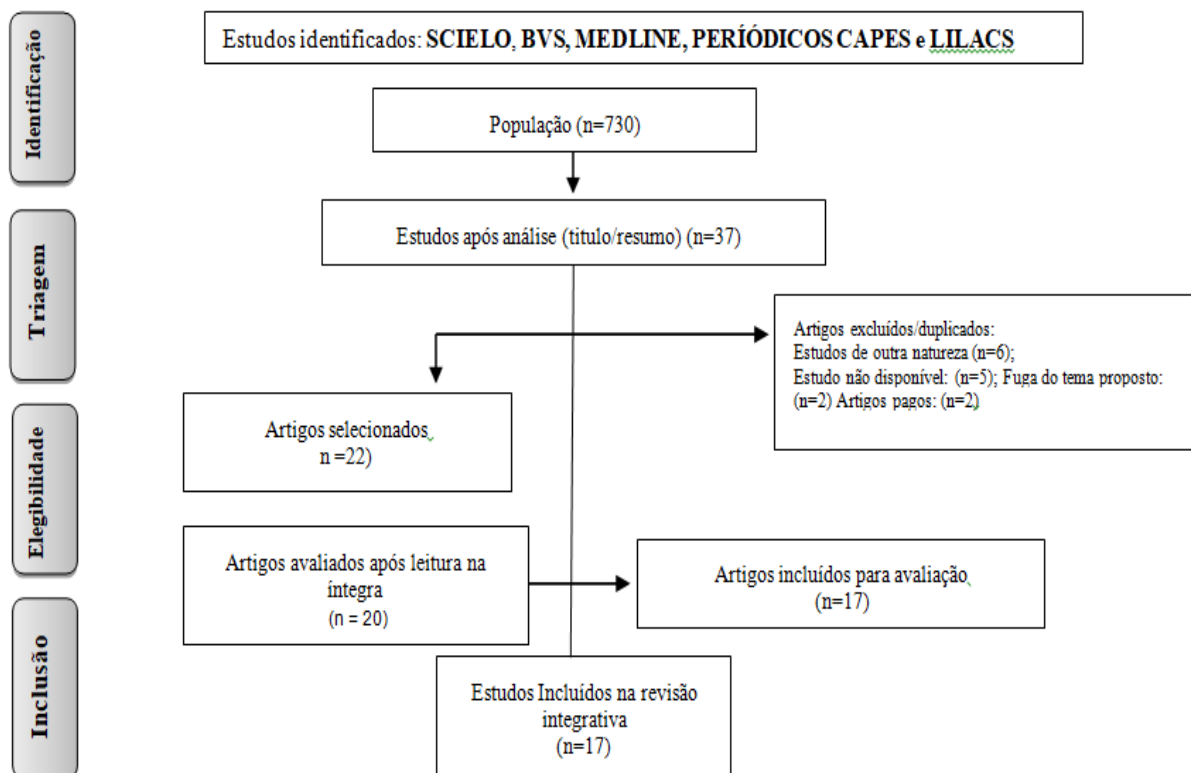 Identificação
Estudos identificados: SCIELO, BVS, MEDLINE, PERÍÓDICOS CAPES e LILACS
População (n=730)
Triagem
Estudos após análise (titulo/resumo) (n=37)
Artigos excluídos/duplicados:
Estudos de outra natureza (n=6);
Estudo não disponível: (n=5); Fuga do tema proposto:
(n=2) Artigos pagos: (n=2)
Elegibilidade
Artigos selecionados
n =22)
Artigos avaliados após leitura na
íntegra
(n = 20)
Artigos incluídos para avaliação
(n=17)
Inclusão
Estudos Incluídos na revisão
integrativa
(n=17)